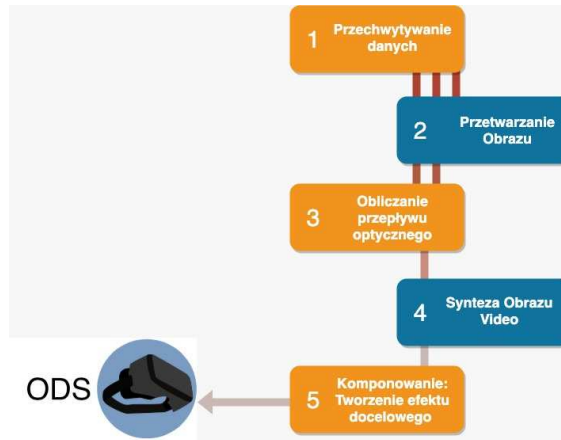 1 Przechwytywanie
danych
2 Przetwarzanie
Obrazu
3 Obliczanie
przepływu
optycznego
4 Synteza Obrazu
Video
ODS
5 Komponowanie:
Tworzenie efektu
docelowego